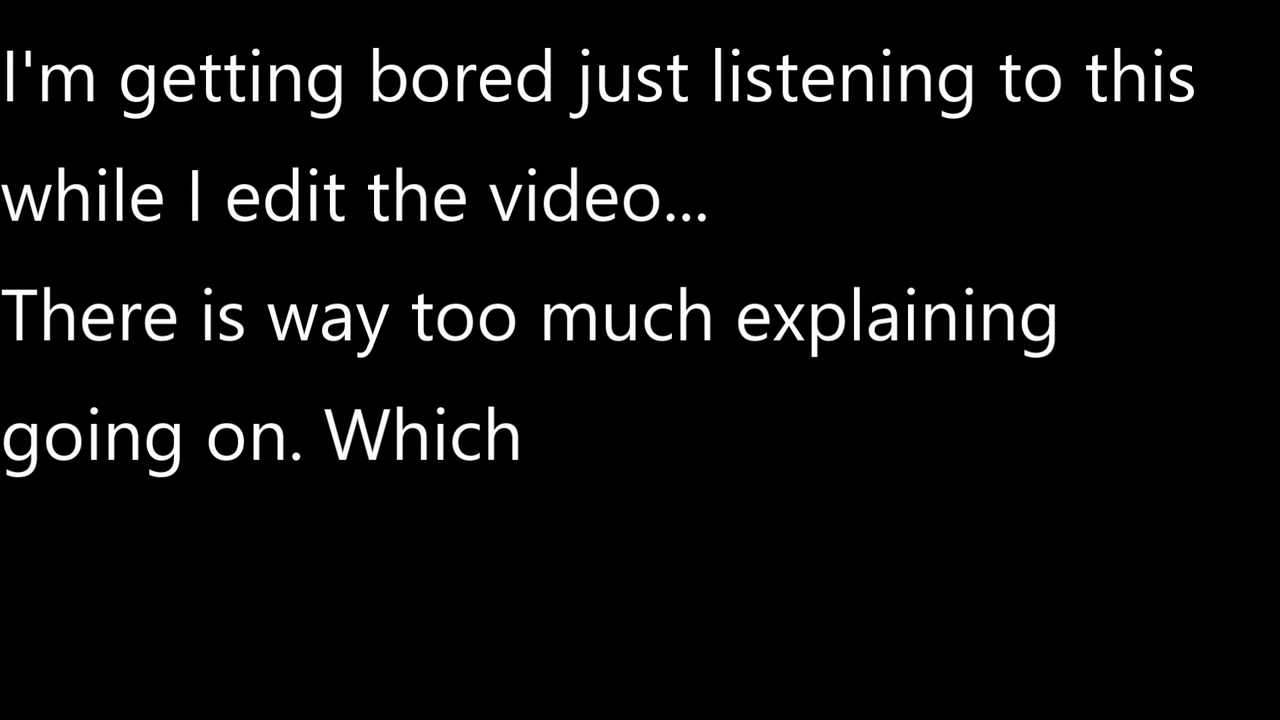 I'm getting bored just listening to this
while I edit the video...
There is way too much explaining
going on. Which